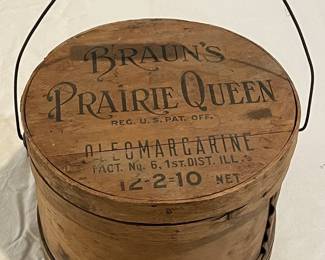 BRAUN'S
PRAIRIE QUEEN
REG. U.S. PAT. OFF.
OLEOMARGARINE
FACT. NO. 6, 1ST. DIST. ILL.
12-2-10 NET